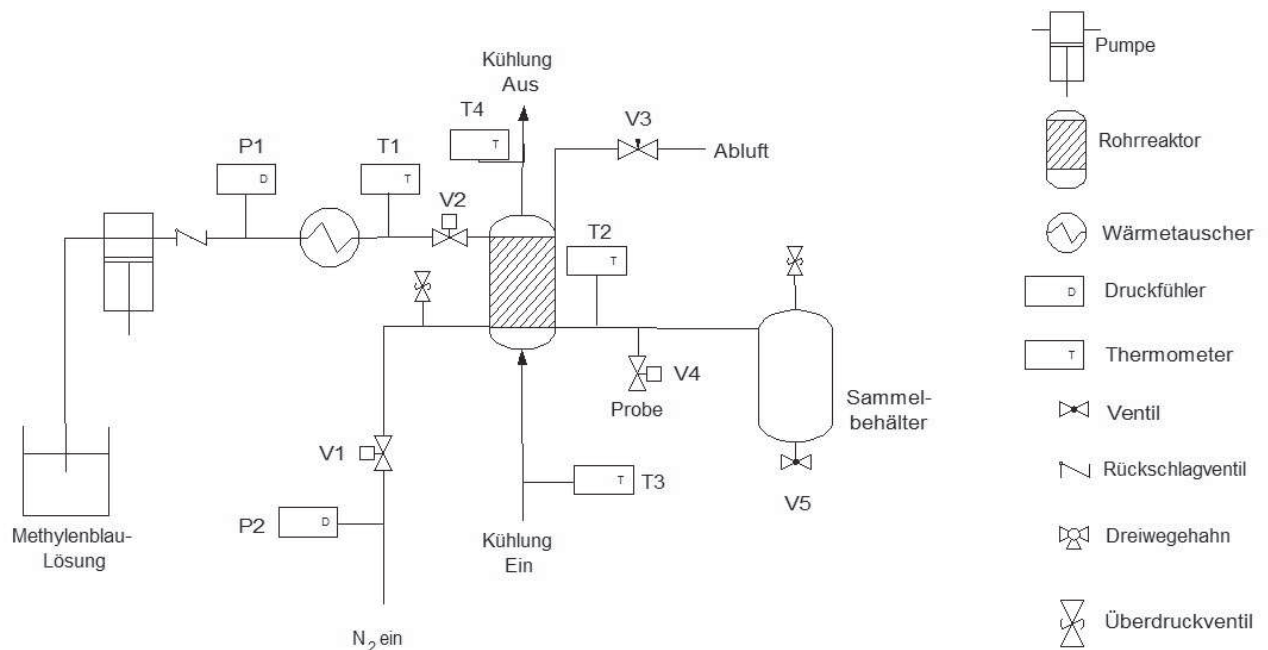 Kühlung
Aus
T4
T
V3
Abluft
P1
D
T1
T
V2
T2
T
V4
Probe
Sammel-
behälter
V5
V1
P2
D
T
T3
Kühlung
Ein
N2 ein
Methylenblau-
Lösung
Pumpe
Rohrreaktor
Wärmetauscher
D
Druckfühler
T
Thermometer
Ventil
Rückschlagventil
Dreiwegehahn
Überdruckventil